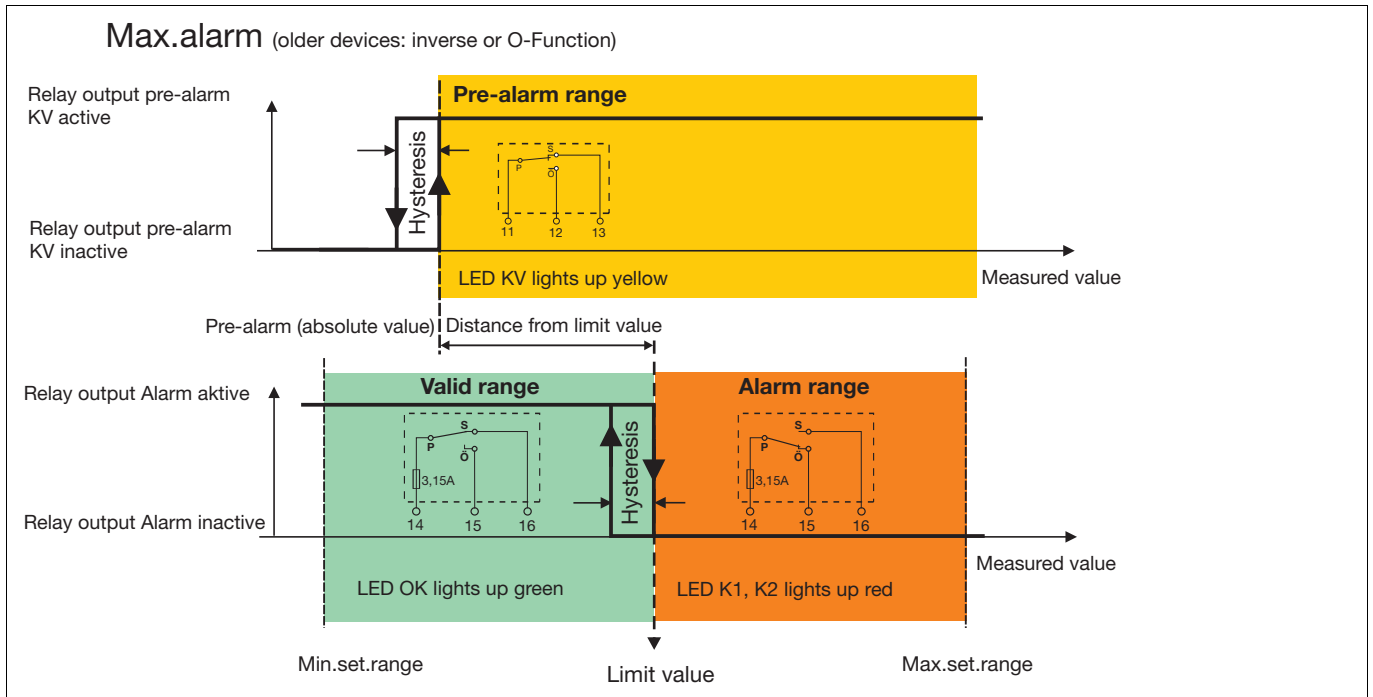 Max.alarm (older devices: inverse or O-Function)
Relay output pre-alarm
KV active
Pre-alarm range
Hysteresis
S
P
Ö
11 12 13
Relay output pre-alarm
KV inactive
LED KV lights up yellow
Measured value
Pre-alarm (absolute value)
Distance from limit value
Relay output Alarm aktive
Valid range
Alarm range
S
P
Ö
3,15A
14 15 16
Hysteresis
S
P
Ö
3,15A
14 15 16
Relay output Alarm inactive
Measured value
LED OK lights up green
LED K1, K2 lights up red
Min.set.range
Limit value
Max.set.range